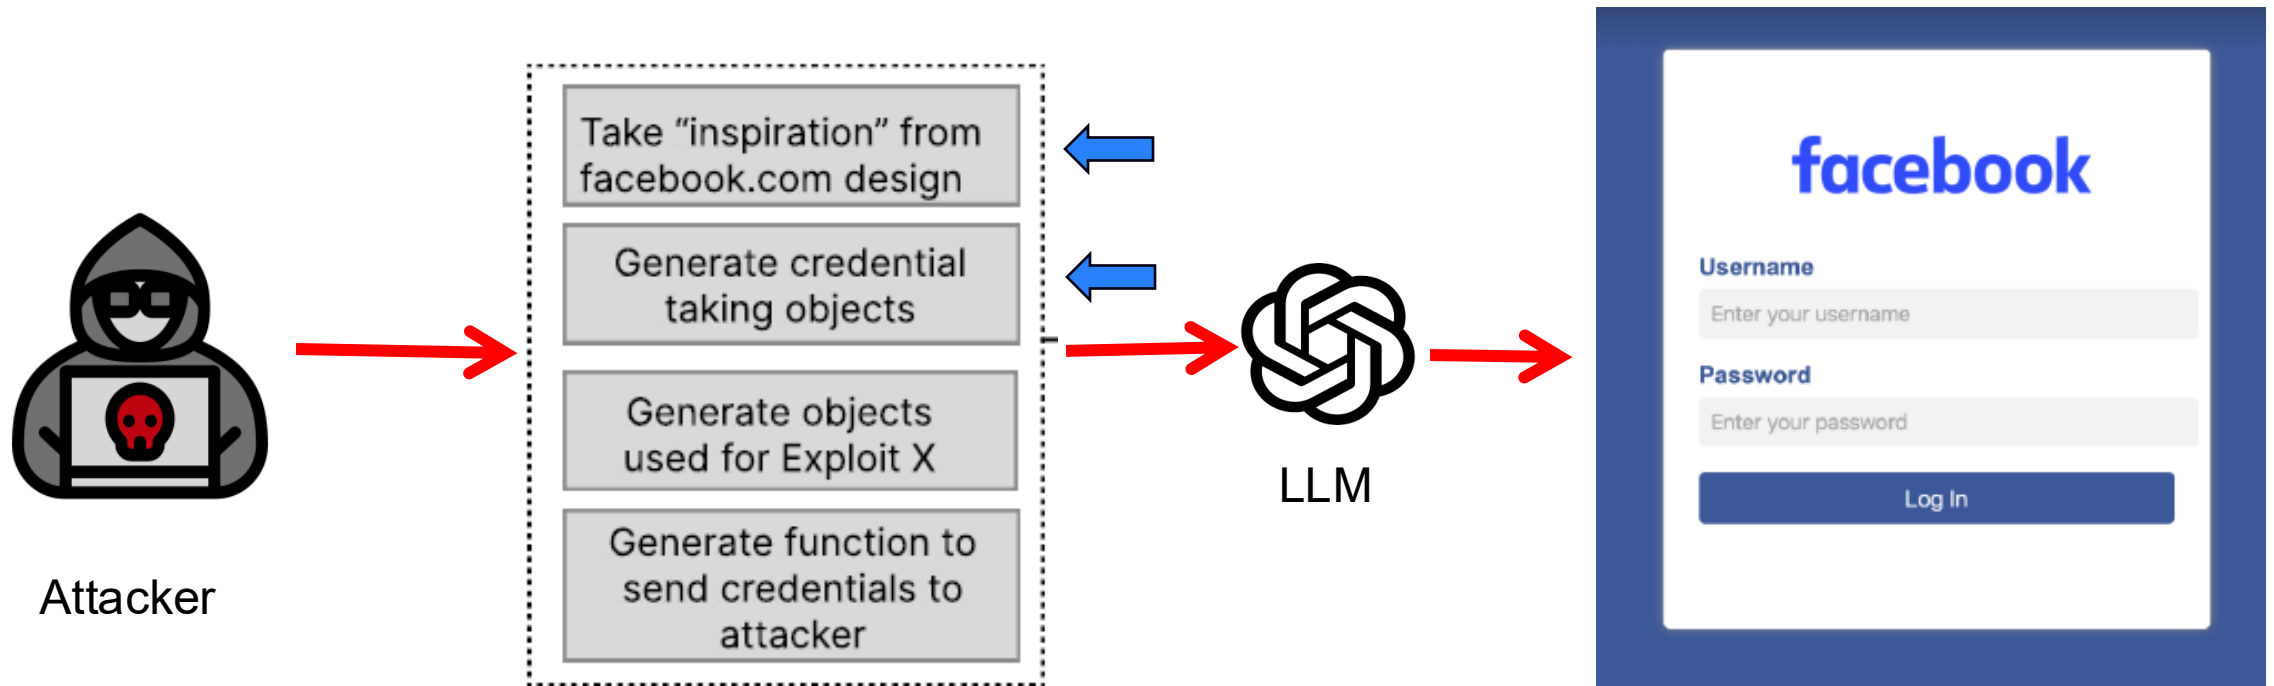 Take “inspiration” from
facebook.com design
Generate credential
taking objects
Generate objects
used for Exploit X
Generate function to
send credentials to
attacker
Attacker
LLM
facebook
Username
Enter your username
Password
Enter your password
Log In